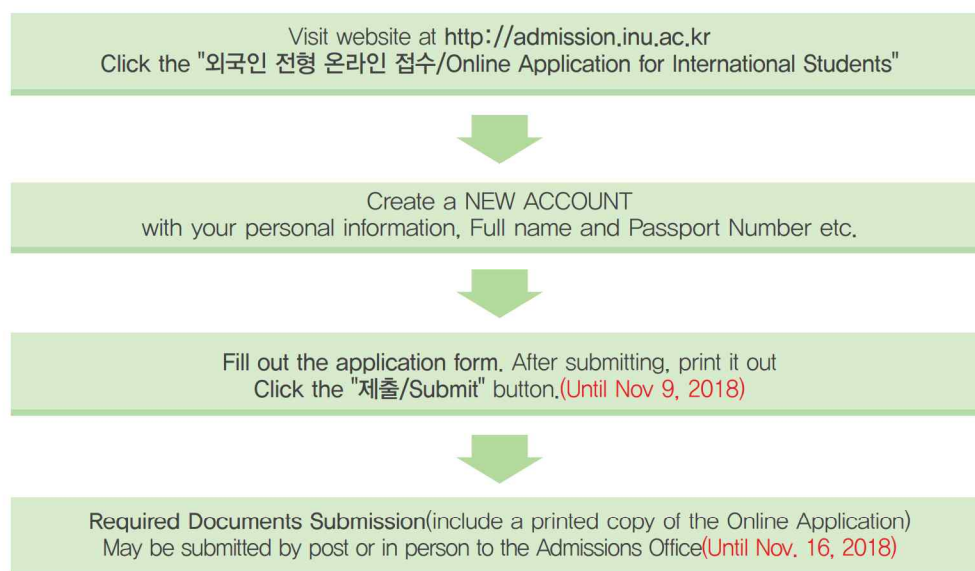 Visit website at http://admission.inu.ac.kr
Click the "외국인 전형 온라인 접수/Online Application for International Students"
Create a NEW ACCOUNT
with your personal information, Full name and Passport Number etc.
Fill out the application form. After submitting, print it out
Click the "제출/Submit" button.(Until Nov 9, 2018)
Required Documents Submission(include a printed copy of the Online Application)
May be submitted by post or in person to the Admissions Office(Until Nov. 16, 2018)